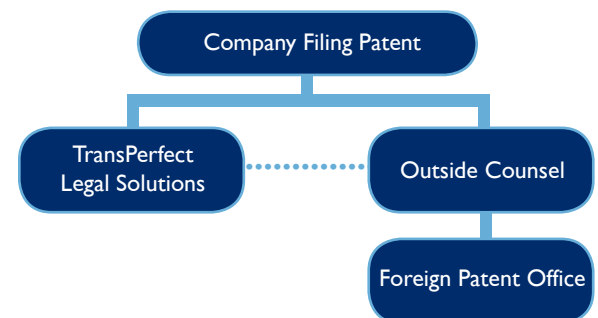 Company Filing Patent
TransPerfect
Legal Solutions
Outside Counsel
Foreign Patent Office